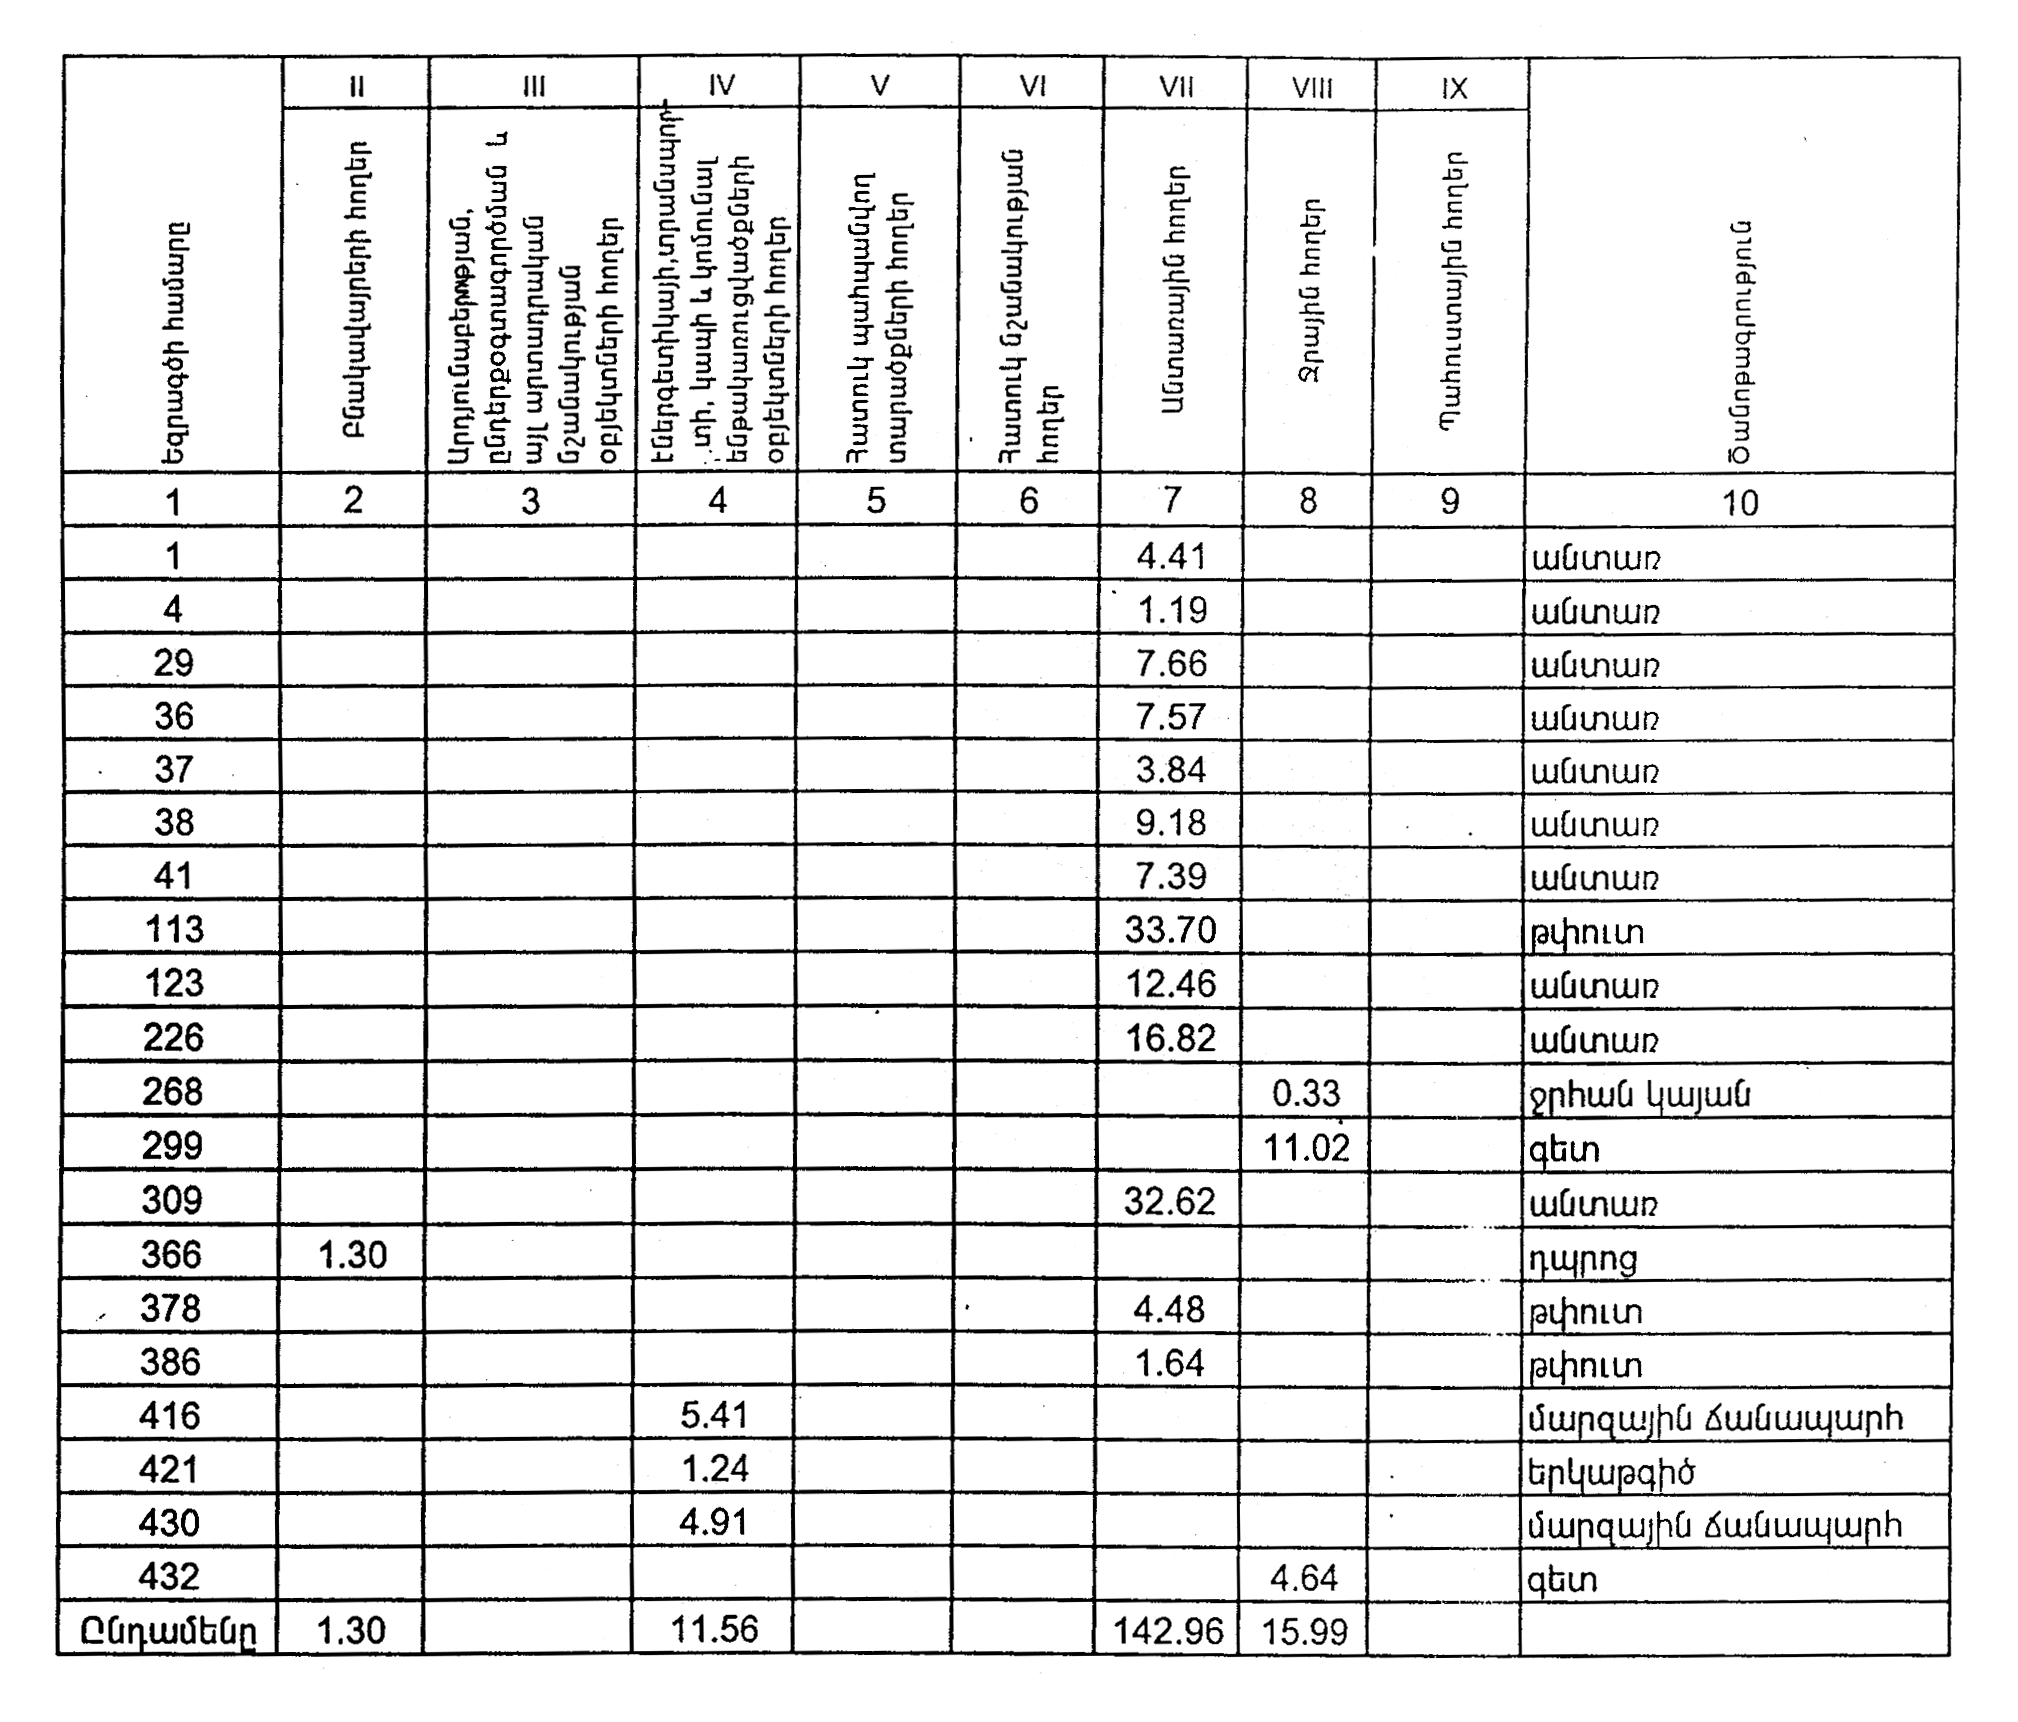 II III IV V VI VII VIII IX
Եզրագծի համարը
Բնակավայրերի հողեր
Արդյունաբերության,
ընդերքօգտագործման և
այլ արտադրական
նշանակության
օբյեկտների հողեր
էներգետիկայի,տրանսպոր
տի, կապի և կոմունալ
ենթակառուցվածքների
օբյեկտների հողեր
Հատուկ պահպանվող
տարածքների հողեր
Հատուկ նշանակության
հողեր
Անտառային հողեր
Ջրային հողեր
Պահուստային հողեր
Ծանոթագրություն
1 2 3 4 5 6 7 8 9 10
1 4.41 անտառ
4 1.19 անտառ
29 7.66 անտառ
36 7.57 անտառ
37 3.84 անտառ
38 9.18 անտառ
41 7.39 անտառ
113 33.70 թփուտ
123 12.46 անտառ
226 16.82 անտառ
268 0.33 ջրհան կայան
299 11.02 գետ
309 32.62 անտառ
366 1.30 դպրոց
378 4.48 թփուտ
386 1.64 թփուտ
416 5.41 մարզային ճանապարհ
421 1.24 երկաթգիծ
430 4.91 մարզային ճանապարհ
432 4.64 գետ
Ընդամենը 1.30 11.56 142.96 15.99